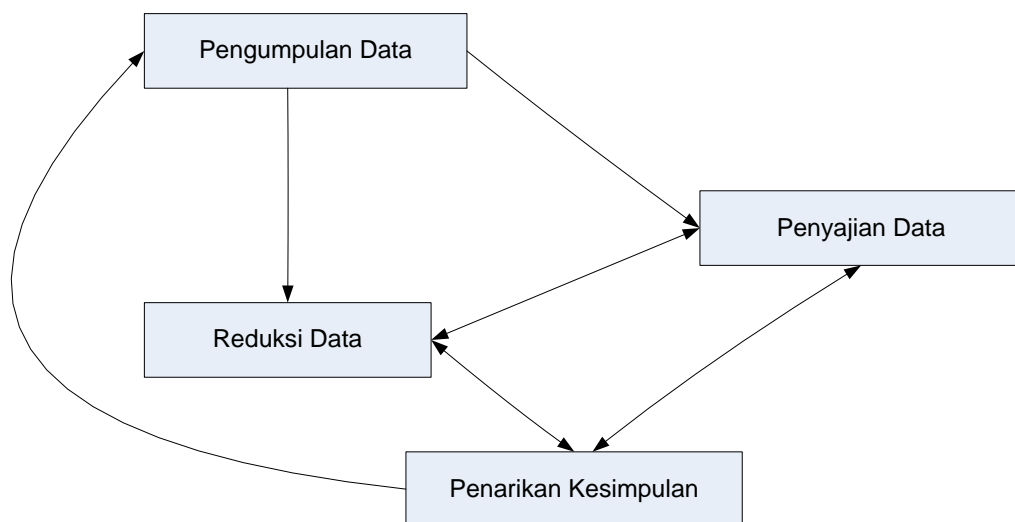 Pengumpulan Data
Penyajian Data
Reduksi Data
Penarikan Kesimpulan